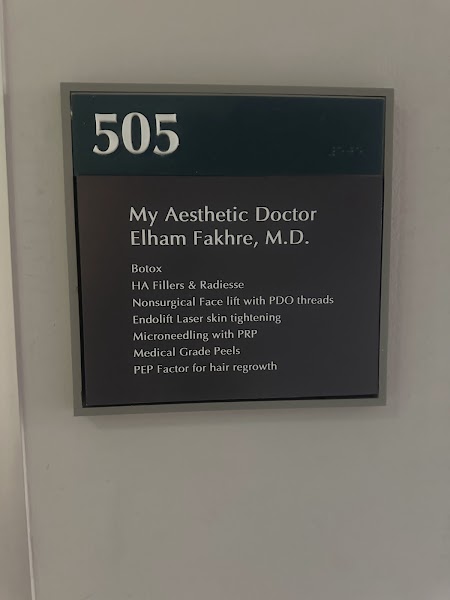 505
My Aesthetic Doctor
Elham Fakhre, M.D.
Botox
HA Fillers & Radiesse
Nonsurgical Face lift with PDO threads
Endolift Laser skin tightening
Microneedling with PRP
Medical Grade Peels
PEP Factor for hair regrowth